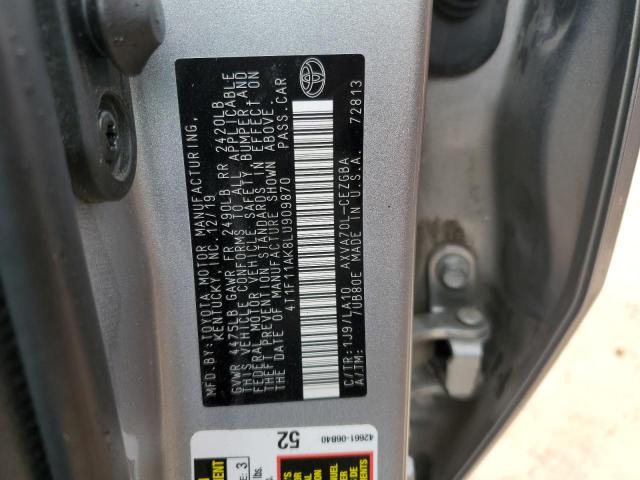 MFD.BY:TOYOTA MOTOR MANUFACTURING,
KENTUCKY, INC. 12/19
GVWR 4475LB GAWR FR 2490LB RR 2420LB
THIS VEHICLE CONFORMS TO ALL APPLICABLE
FEDERAL MOTOR VEHICLE SAFETY, BUMPER AND
THEFT PREVENTION STANDARDS IN EFFECT ON
THE DATE OF MANUFACTURE SHOWN ABOVE.
4T1F11AK8LU909870 PASS.CAR
C/TR:1J9/LA10 AXVA70L-CEZGBA
A/TM: 7UB80E MADE IN U.S.A. 72813
52
42661-06B40
3
lbs.